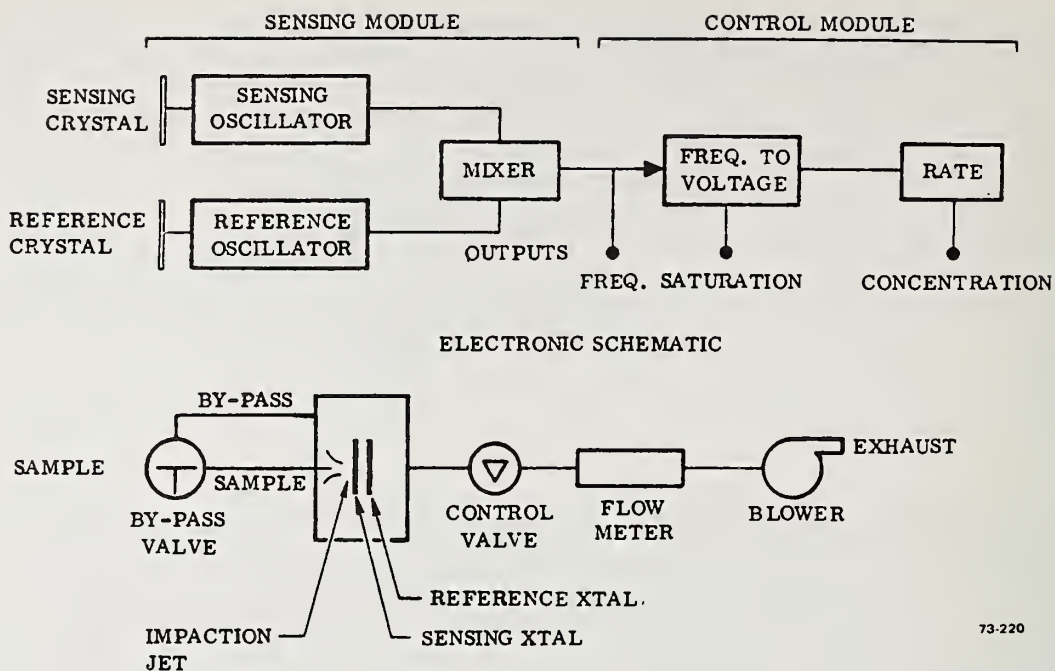 SENSING MODULE
CONTROL MODULE
SENSING
CRYSTAL
SENSING
OSCILLATOR
MIXER
FREQ. TO
VOLTAGE
RATE
REFERENCE
CRYSTAL
REFERENCE
OSCILLATOR
OUTPUTS
FREQ. SATURATION
CONCENTRATION
ELECTRONIC SCHEMATIC
BY-PASS
SAMPLE
SAMPLE
BY-PASS
VALVE
CONTROL
VALVE
FLOW
METER
EXHAUST
BLOWER
REFERENCE XTAL.
SENSING XTAL
IMPACTION
JET
73-220